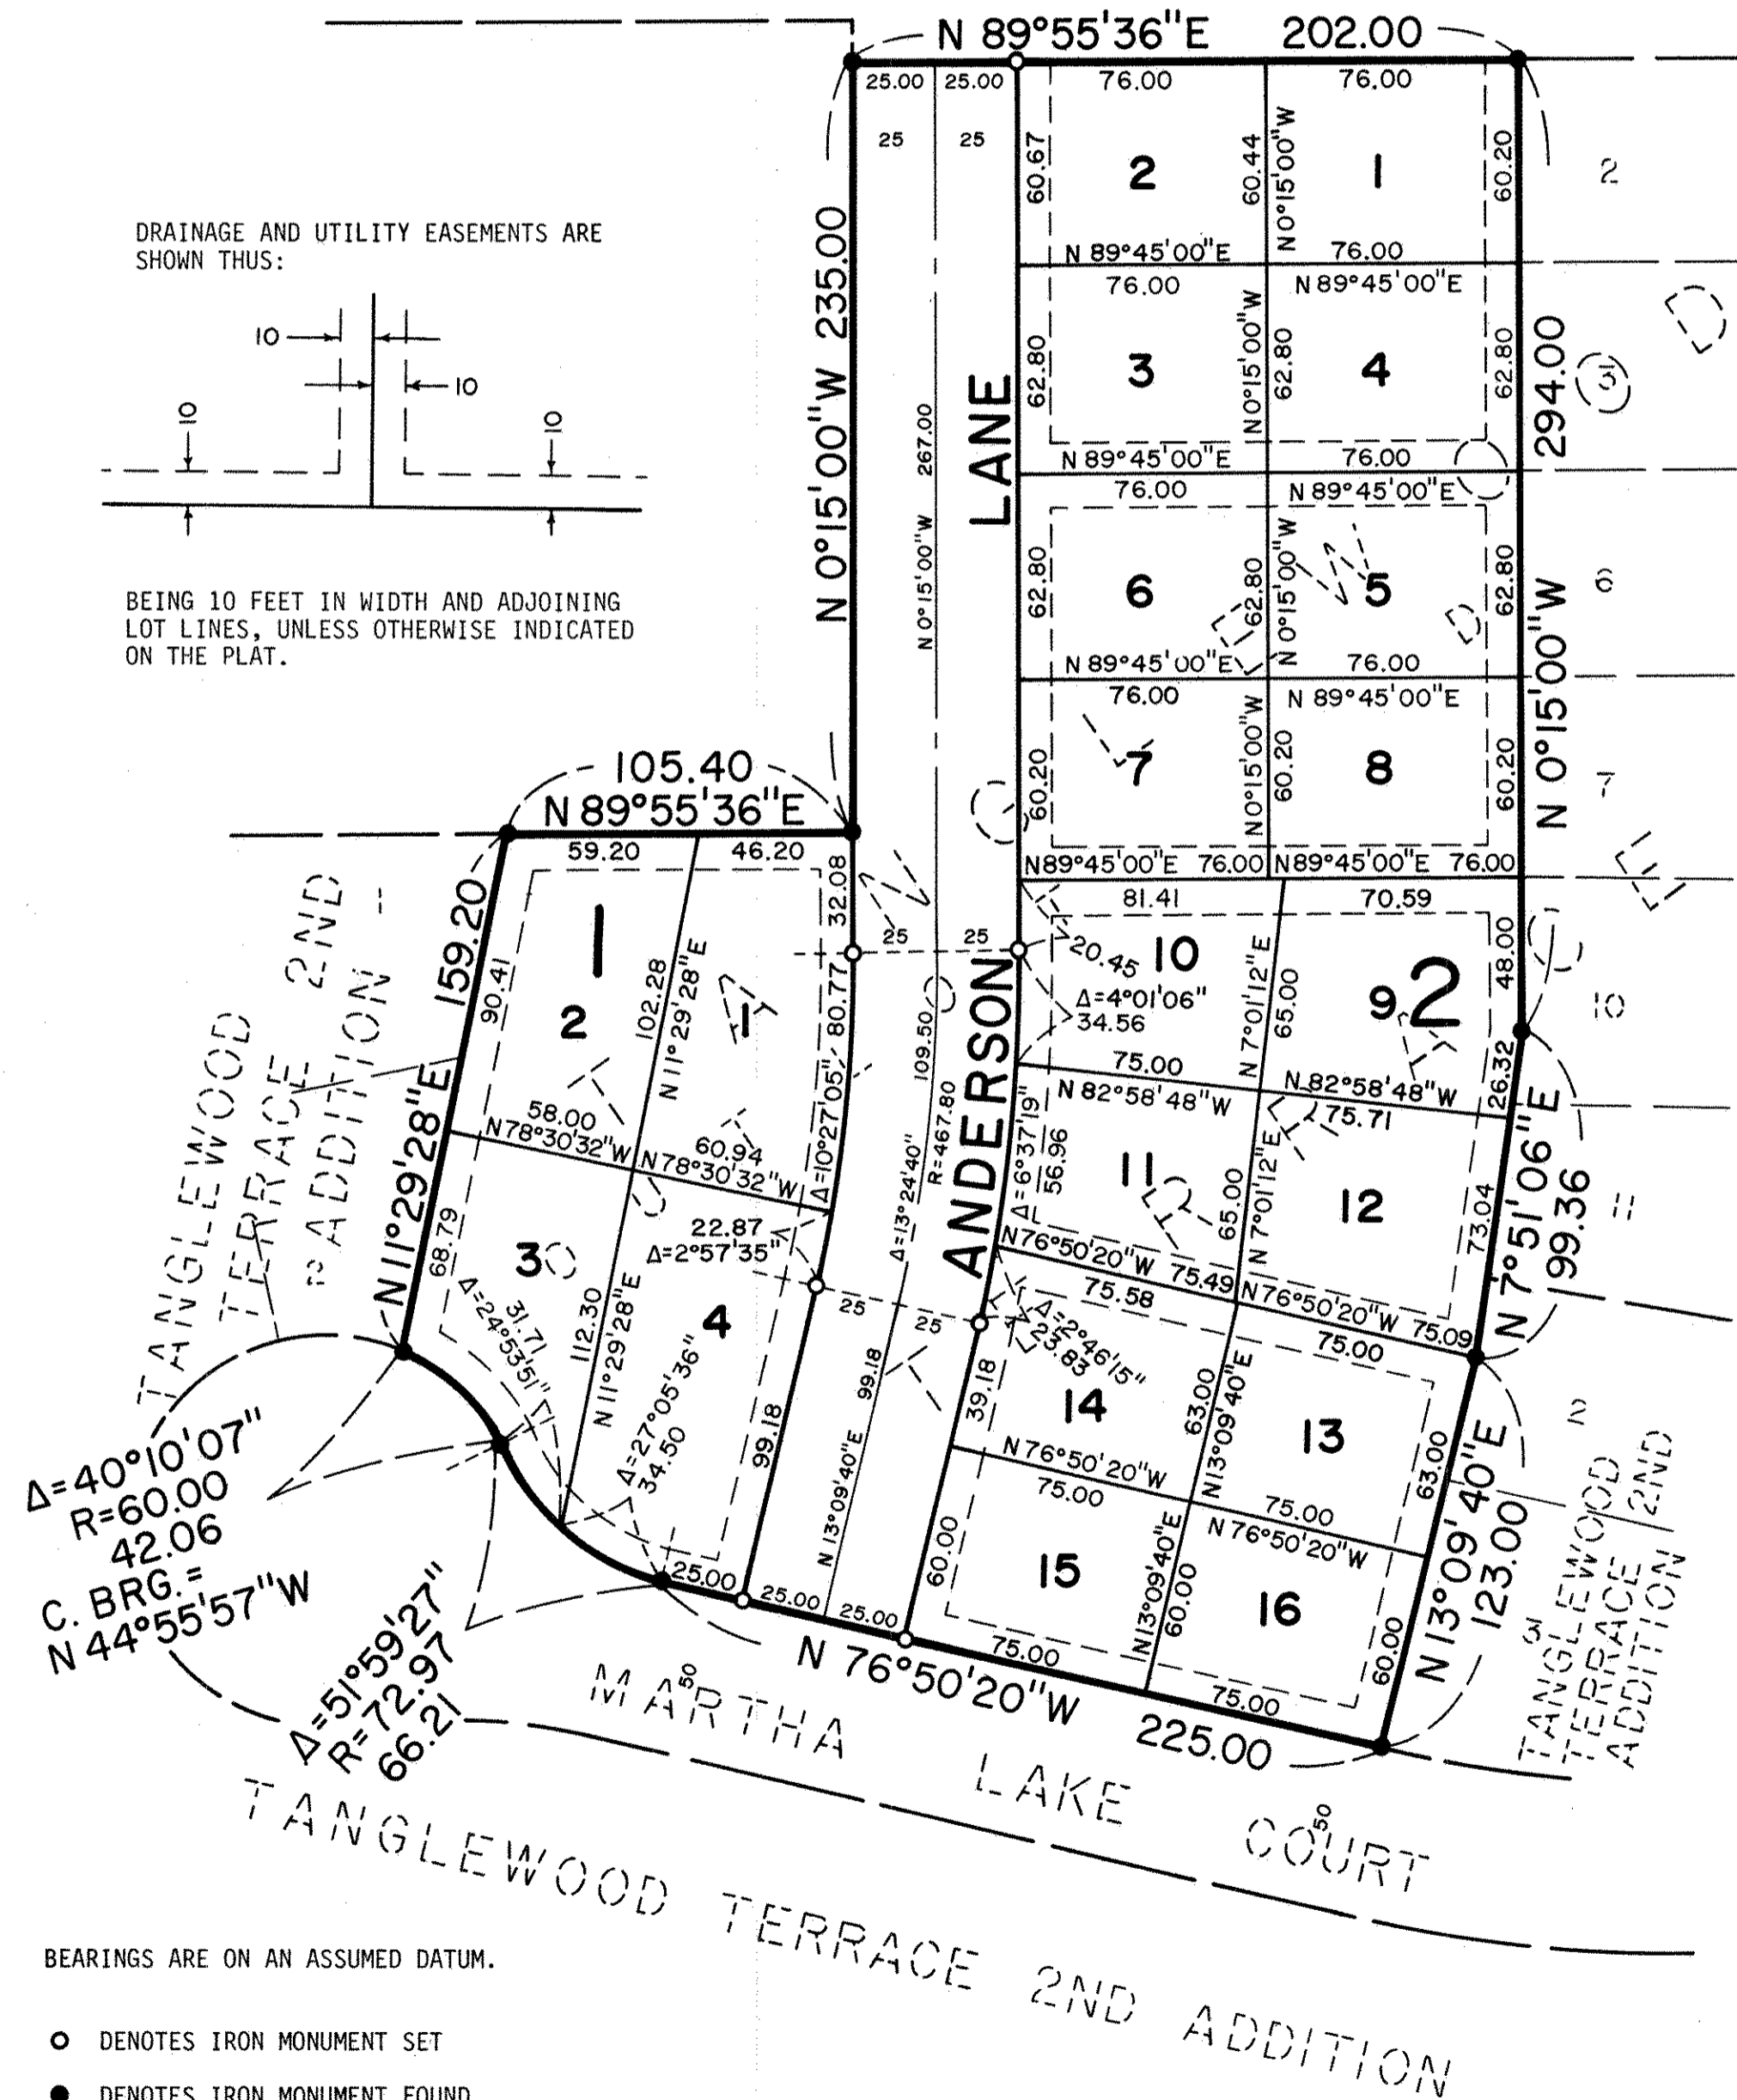 N 89°55'36"E 202.00
25.00 25.00 76.00 76.00
25 25
60.67
2
60.44
N0°15'00"W
1
60.20
2
N 89°45'00"E 76.00
DRAINAGE AND UTILITY EASEMENTS ARE
SHOWN THUS:
10
10
10
10
BEING 10 FEET IN WIDTH AND ADJOINING
LOT LINES, UNLESS OTHERWISE INDICATED
ON THE PLAT.
N 0°15'00"W 235.00
N 0°15'00"W 267.00
LANE
76.00 N 89°45'00"E
62.80
3
N0°15'00"W
62.80
4
62.80
3
294.00
N 0°15'00"W
N 89°45'00"E 76.00
76.00 N 89°45'00"E
62.80
6
62.80
N 0°15'00"W
5
62.80
6
N 89°45'00"E 76.00
76.00 N 89°45'00"E
60.20
7
N0°15'00"W
60.20
8
60.20
7
N89°45'00"E 76.00 N89°45'00"E 76.00
105.40
N 89°55'36"E
59.20 46.20
32.08
81.41 70.59
25 25
20.45
10
Δ=4°01'06"
34.56
N 7°01'12"E
65.00
9
2
48.00
10
26.32
75.00
N 82°58'48"W
N 82°58'48"W
75.71
159.20
N11°29'28"E
90.41
1
2
102.28
N11°29'28"E
1
80.77
Δ=10°27'05"
58.00
N78°30'32"W
60.94
N78°30'32"W
109.50
R=467.80
Δ=13°24'40"
ANDERSON
Δ=6°37'19"
56.96
11
65.00
N 7°01'12"E
12
73.04
N 7°51'06"E
99.36
11
N76°50'20"W 75.49
N76°50'20"W 75.09
68.79
3
22.87
Δ=2°57'35"
31.71
Δ=24°53'51"
112.30
N11°29'28"E
4
Δ=27°05'36"
34.50
99.18
25 25
99.18
N 13°09'40"E
75.58 75.00
Δ=2°46'15"
23.83
39.18
14
63.00
N13°09'40"E
13
63.00
12
N 76°50'20"W
75.00
75.00
N 76°50'20"W
60.00
15
N13°09'40"E
60.00
16
60.00
N 13°09'40"E
123.00
25.00 25.00 25.00 75.00 75.00
N 76°50'20"W 225.00
Δ=40°10'07"
R=60.00
42.06
C. BRG.=
N 44°55'57"W
Δ=51°59'27"
R=72.97
66.21
TANGLEWOOD
TERRACE 2ND
ADDITION
TANGLEWOOD
TERRACE 2ND
ADDITION
3
50
MARTHA LAKE COURT
50
TANGLEWOOD TERRACE 2ND ADDITION
BEARINGS ARE ON AN ASSUMED DATUM.
DENOTES IRON MONUMENT SET
DENOTES IRON MONUMENT FOUND